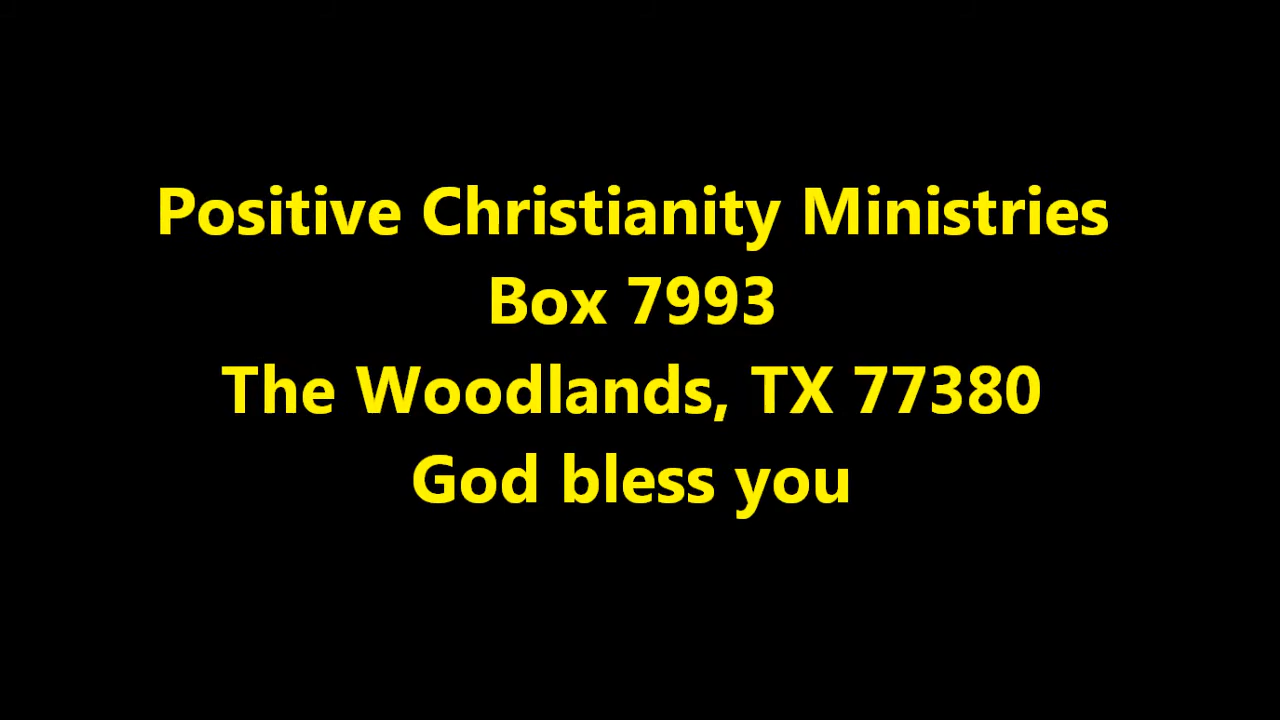 Positive Christianity Ministries
Box 7993
The Woodlands, TX 77380
God bless you